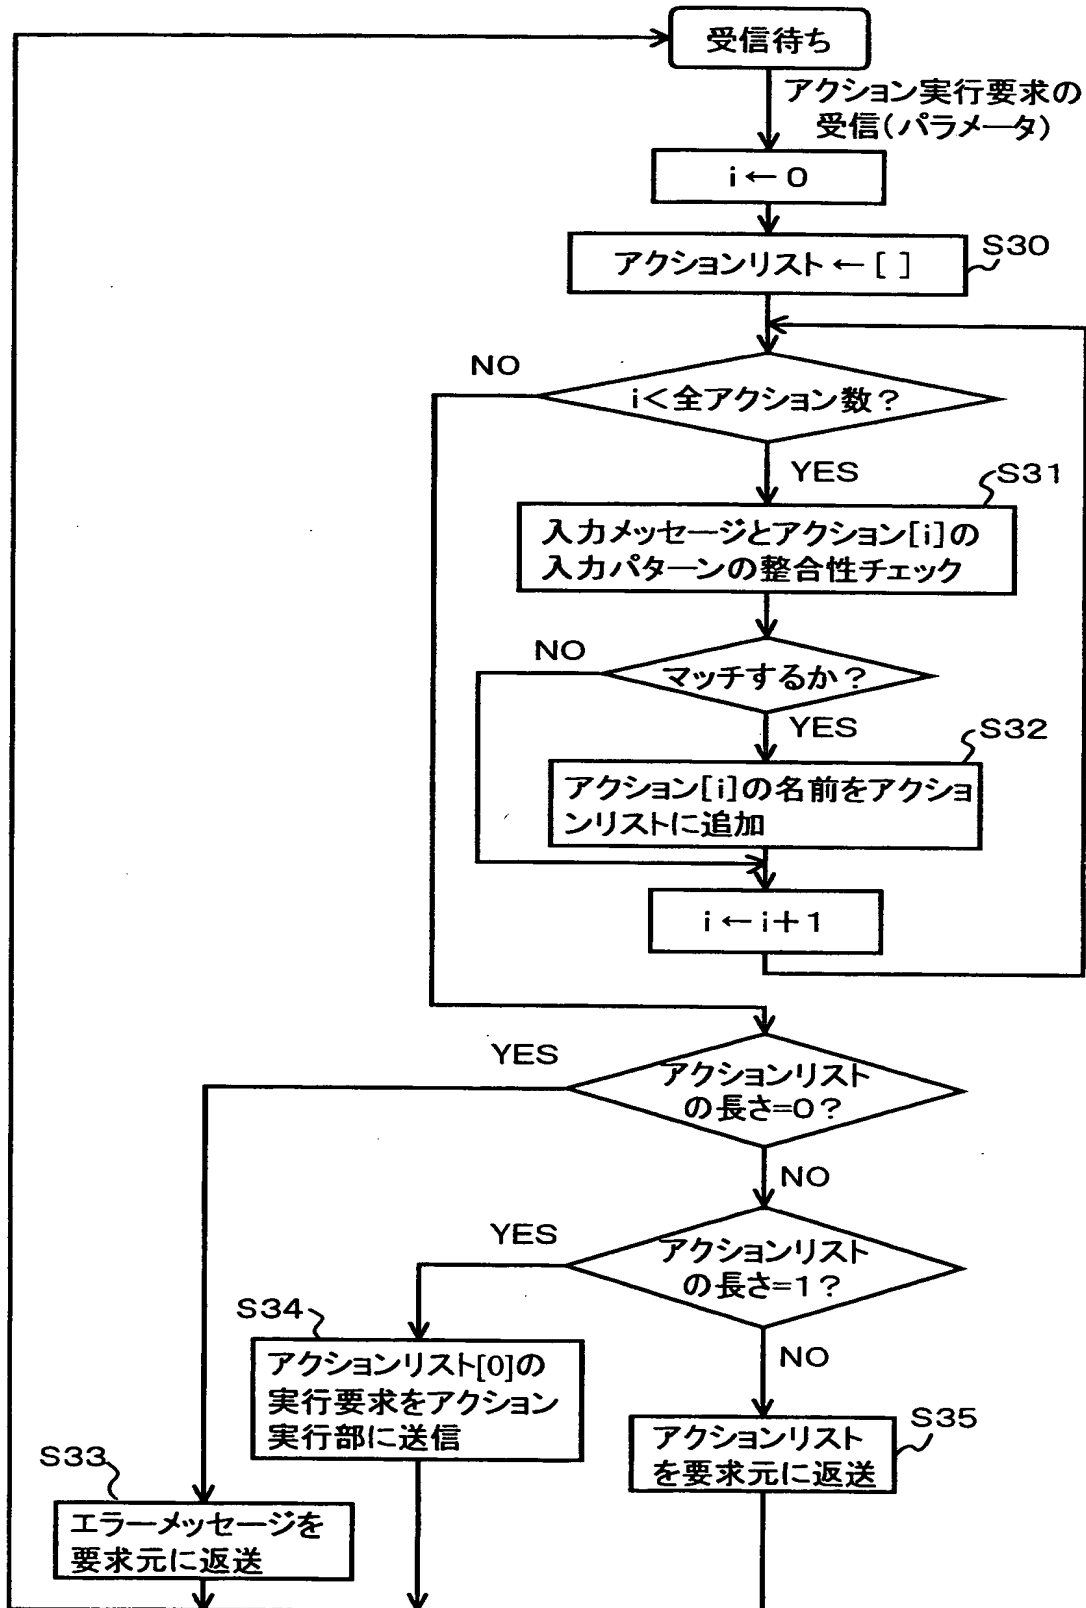 受信待ち
アクション実行要求の
受信(パラメータ)
i←0
アクションリスト←[ ]
S30
NO
i<全アクション数?
YES
S31
入力メッセージとアクション[i]の
入力パターンの整合性チェック
NO
マッチするか?
YES
S32
アクション[i]の名前をアクショ
ンリストに追加
i←i+1
YES
アクションリスト
の長さ=0?
NO
YES
アクションリスト
の長さ=1?
S34
アクションリスト[0]の
実行要求をアクション
実行部に送信
NO
S35
アクションリスト
を要求元に返送
S33
エラーメッセージを
要求元に返送